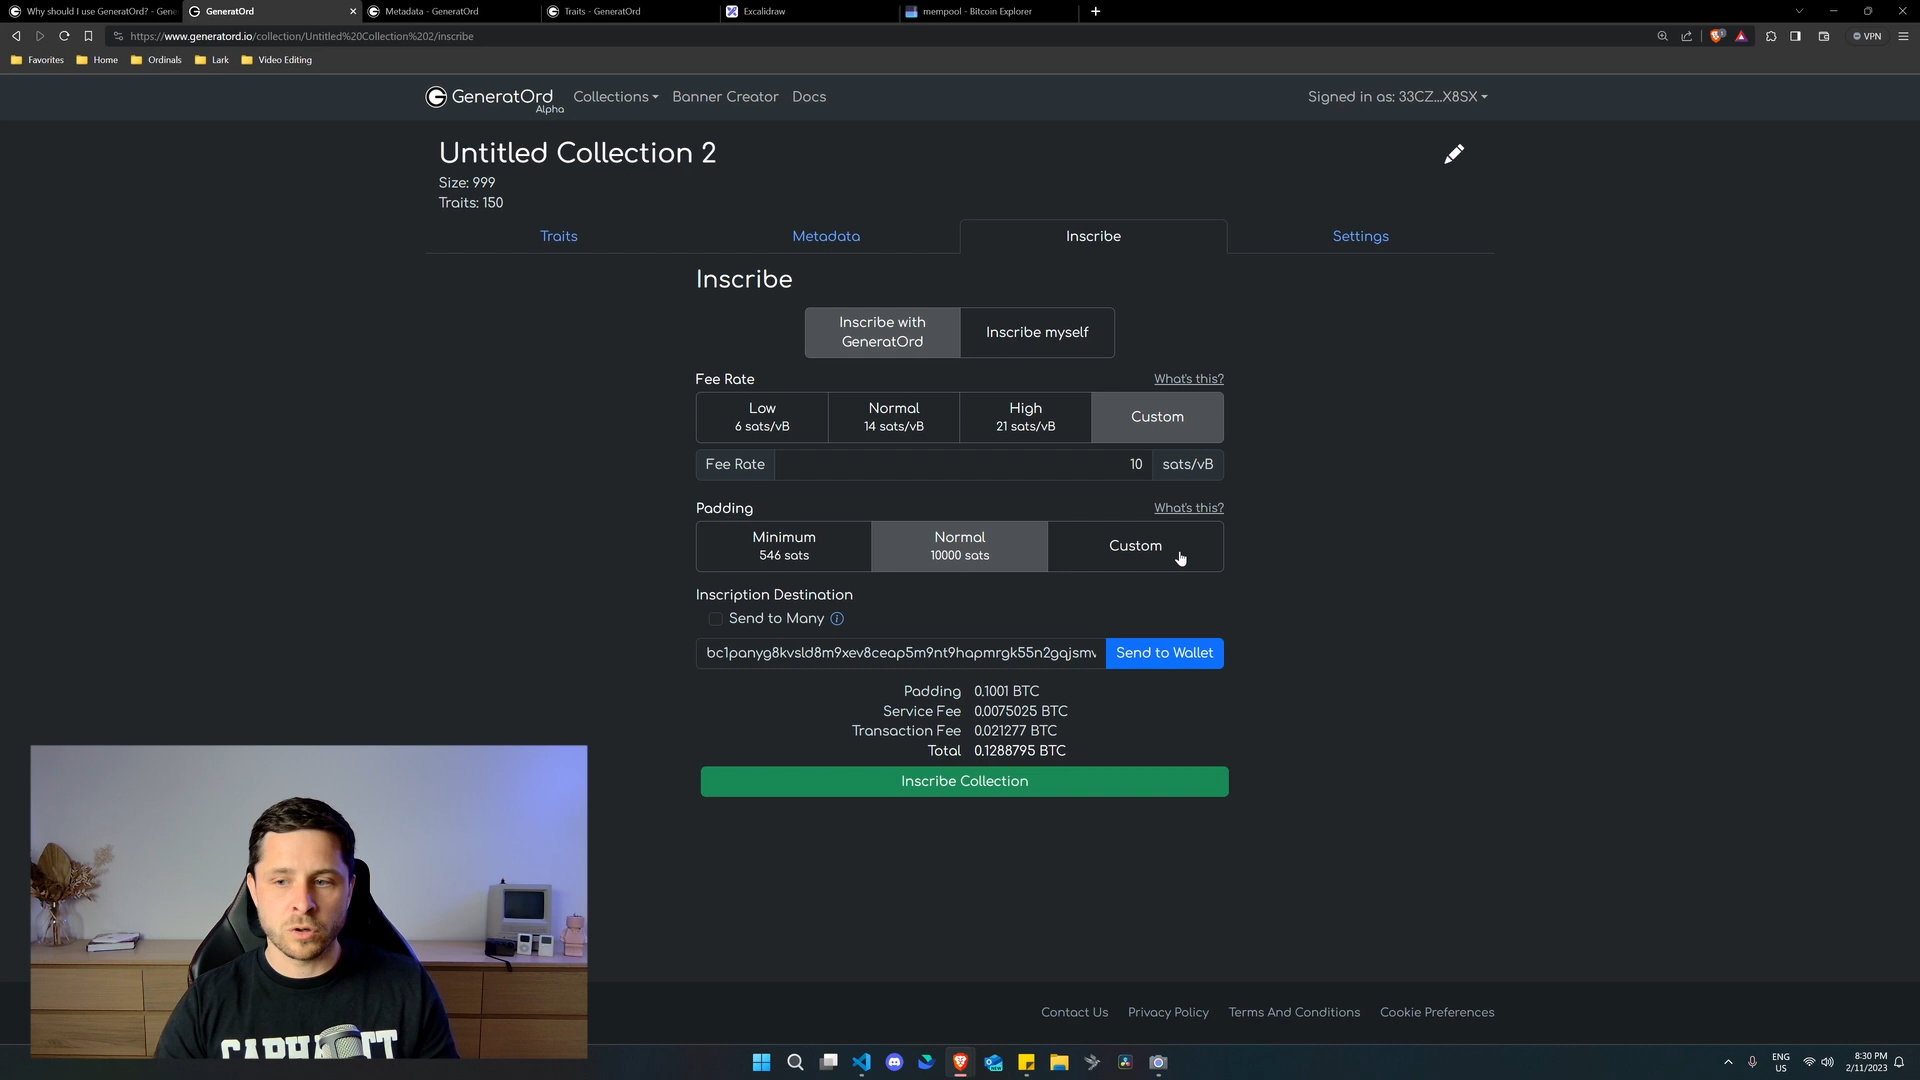 Why should I use GeneratOrd? - Gene
GeneratOrd
Metadata - GeneratOrd
Traits - GeneratOrd
Excalidraw
mempool - Bitcoin Explorer
https://www.generatord.io/collection/Untitled%20Collection%202/inscribe
VPN
Favorites
Home
Ordinals
Lark
Video Editing
GeneratOrd
Alpha
Collections
Banner Creator
Docs
Signed in as: 33CZ...X8SX
Untitled Collection 2
Size: 999
Traits: 150
Traits
Metadata
Inscribe
Settings
Inscribe
Inscribe with
GeneratOrd
Inscribe myself
Fee Rate
What's this?
Low
6 sats/vB
Normal
14 sats/vB
High
21 sats/vB
Custom
Fee Rate
10
sats/vB
Padding
What's this?
Minimum
546 sats
Normal
10000 sats
Custom
Inscription Destination
Send to Many
bc1panyg8kvsld8m9xev8ceap5m9nt9hapmrgk55n2gqjsmv
Send to Wallet
Padding 0.1001 BTC
Service Fee 0.0075025 BTC
Transaction Fee 0.021277 BTC
Total 0.1288795 BTC
Inscribe Collection
CARHARTT
Contact Us
Privacy Policy
Terms And Conditions
Cookie Preferences
ENG
US
8:30 PM
2/11/2023